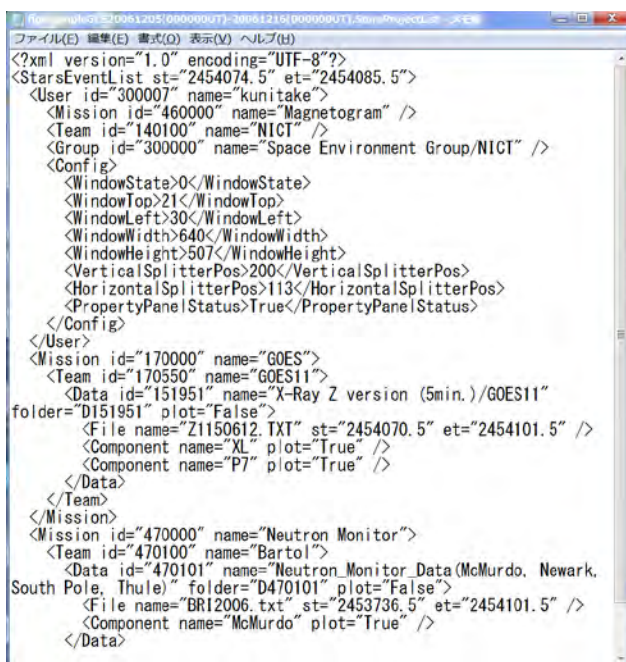 20061205(000000UT)-20061216(000000UT).StarsProjectList - メモ帳
ファイル(F) 編集(E) 書式(O) 表示(V) ヘルプ(H)
<?xml version="1.0" encoding="UTF-8"?>
<StarsEventList st="2454074.5" et="2454085.5">
<User id="300007" name="kunitake">
<Mission id="460000" name="Magnetogram" />
<Team id="140100" name="NICT" />
<Group id="300000" name="Space Environment Group/NICT" />
<Config>
<WindowState>0</WindowState>
<WindowTop>21</WindowTop>
<WindowLeft>30</WindowLeft>
<WindowWidth>640</WindowWidth>
<WindowHeight>507</WindowHeight>
<VerticalSplitterPos>200</VerticalSplitterPos>
<HorizontalSplitterPos>113</HorizontalSplitterPos>
<PropertyPanelStatus>True</PropertyPanelStatus>
</Config>
</User>
<Mission id="170000" name="GOES">
<Team id="170550" name="GOES11">
<Data id="151951" name="X-Ray Z version (5min.)/GOES11"
folder="D151951" plot="False">
<File name="Z1150612.TXT" st="2454070.5" et="2454101.5" />
<Component name="XL" plot="True" />
<Component name="P7" plot="True" />
</Data>
</Team>
</Mission>
<Mission id="470000" name="Neutron Monitor">
<Team id="470100" name="Bartol">
<Data id="470101" name="Neutron_Monitor_Data(McMurdo, Newark,
South Pole, Thule)" folder="D470101" plot="False">
<File name="BRI2006.txt" st="2453736.5" et="2454101.5" />
<Component name="McMurdo" plot="True" />
</Data>